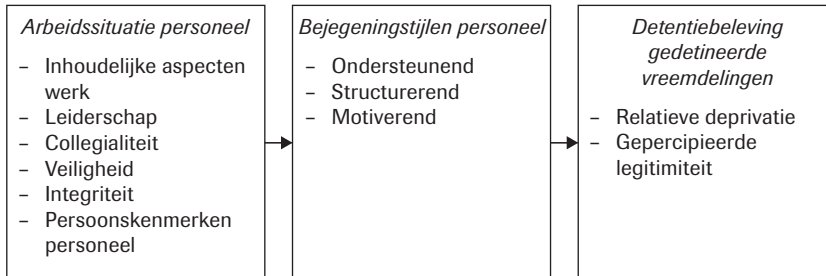 Arbeidssituatie personeel
– Inhoudelijke aspecten
werk
– Leiderschap
– Collegialiteit
– Veiligheid
– Integriteit
– Persoonskenmerken
personeel
Bejegeningstijlen personeel
– Ondersteunend
– Structurerend
– Motiverend
Detentiebeleving
gedetineerde
vreemdelingen
– Relatieve deprivatie
– Gepercipieerde
legitimiteit